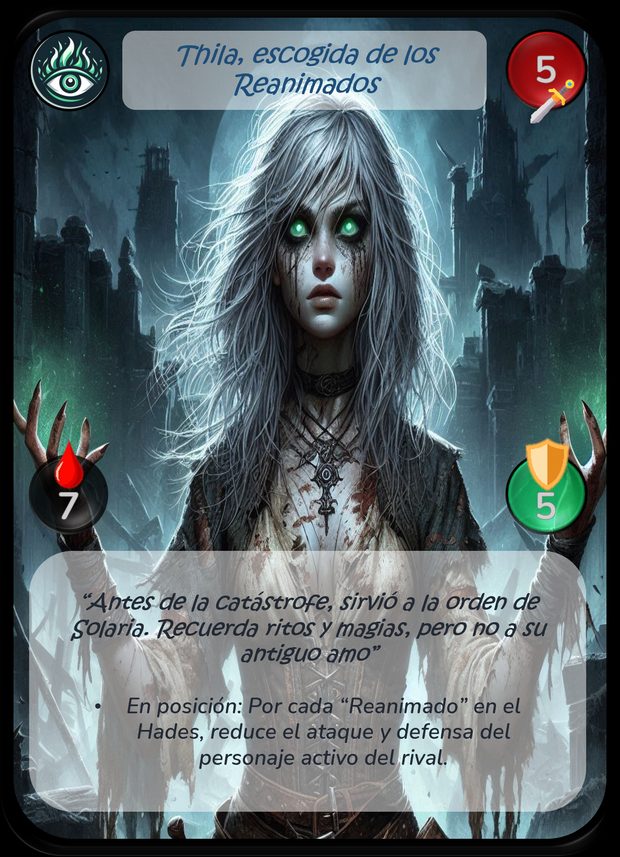 Thila, escogida de los
Reanimados
5
7
5
“Antes de la catástrofe, sirvió a la orden de
Solaria. Recuerda ritos y magias, pero no a su
antiguo amo”
• En posición: Por cada “Reanimado” en el
Hades, reduce el ataque y defensa del
personaje activo del rival.